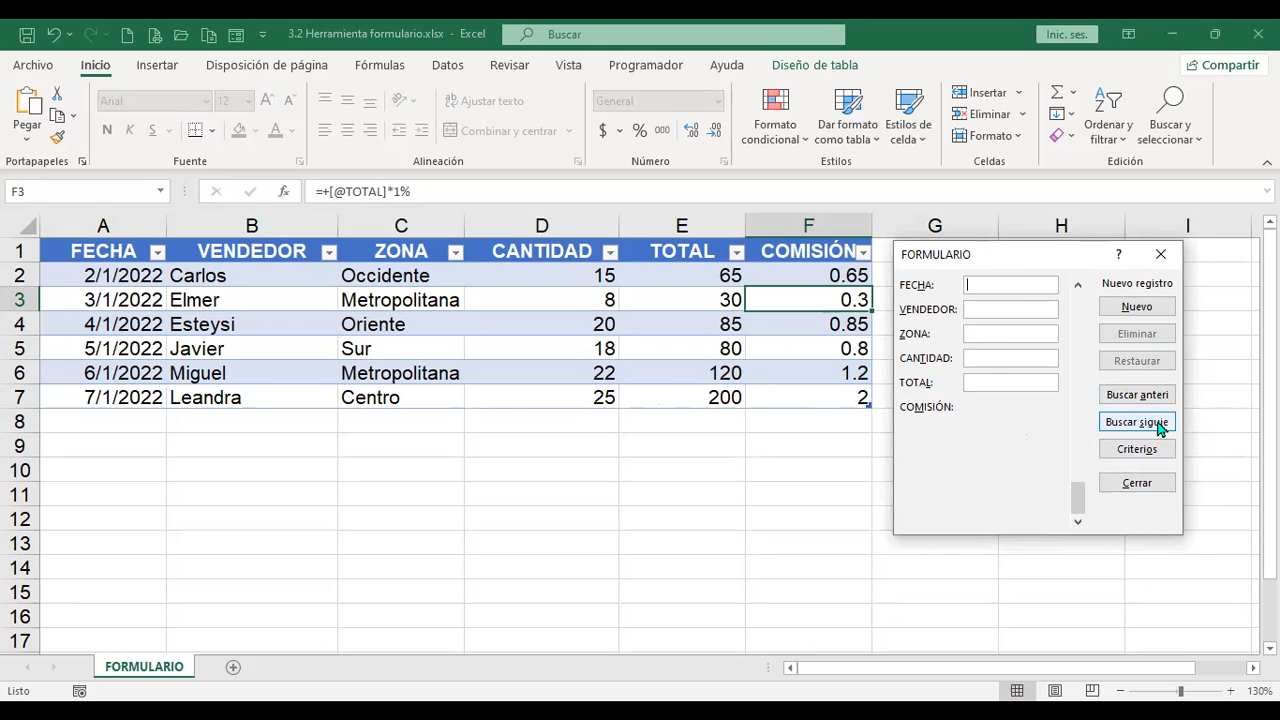 3.2 Herramienta formulario.xlsx - Excel
Buscar
Inic. ses.
Archivo Inicio Insertar Disposición de página Fórmulas Datos Revisar Vista Programador Ayuda Diseño de tabla
Compartir
Pegar
Portapapeles
Arial 12
N K S
Fuente
Ajustar texto
Combinar y centrar
Alineación
General
$ % 000
Número
Formato condicional
Dar formato como tabla
Estilos de celda
Estilos
Insertar
Eliminar
Formato
Celdas
Ordenar y filtrar
Buscar y seleccionar
Edición
F3
=+[@TOTAL]*1%
A B C D E F G H I
1 FECHA VENDEDOR ZONA CANTIDAD TOTAL COMISIÓN
2 2/1/2022 Carlos Occidente 15 65 0.65
3 3/1/2022 Elmer Metropolitana 8 30 0.3
4 4/1/2022 Esteysi Oriente 20 85 0.85
5 5/1/2022 Javier Sur 18 80 0.8
6 6/1/2022 Miguel Metropolitana 22 120 1.2
7 7/1/2022 Leandra Centro 25 200 2
8
9
10
11
12
13
14
15
16
17
FORMULARIO
FECHA:
VENDEDOR:
ZONA:
CANTIDAD:
TOTAL:
COMISIÓN:
Nuevo registro
Nuevo
Eliminar
Restaurar
Buscar anteri
Buscar siguie
Criterios
Cerrar
FORMULARIO
Listo
130%